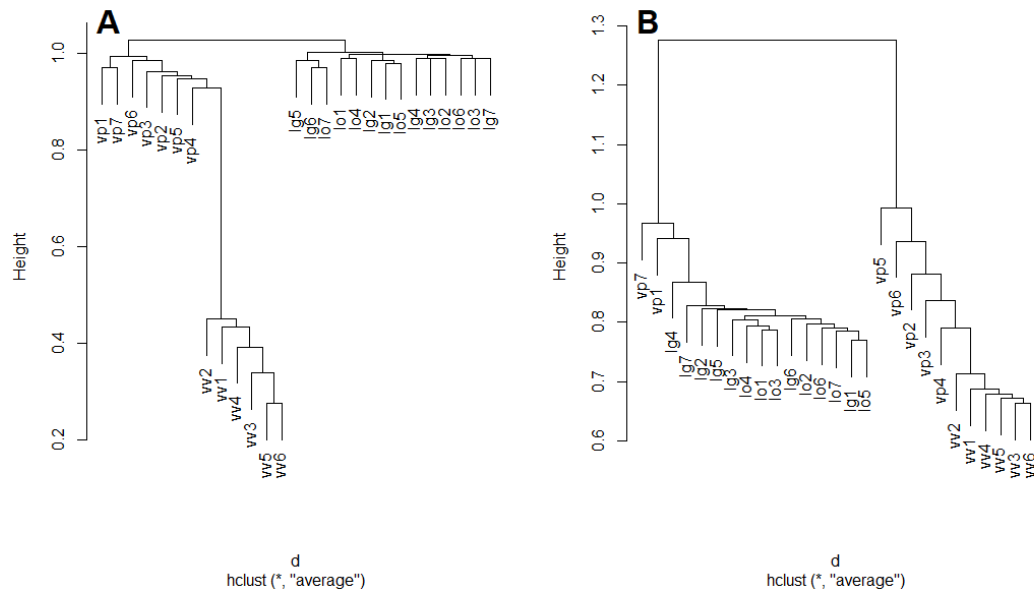 A
Height
1.0
0.8
0.6
0.4
0.2
vp1
vp7
vp6
vp3
vp2
vp5
vp4
vv2
vv1
vv4
vv3
vv5
vv6
lg5
lg6
lo7
lo1
lo4
lg2
lg1
lo5
lg4
lg3
lo2
lo6
lo3
lg7
d
hclust (*, "average")
B
Height
1.3
1.2
1.1
1.0
0.9
0.8
0.7
0.6
vp7
vp1
lg4
lg7
lg2
lg5
lg3
lo4
lo1
lo3
lg6
lo2
lo6
lo7
lg1
lo5
vp5
vp6
vp2
vp3
vp4
vv2
vv1
vv4
vv5
vv3
vv6
d
hclust (*, "average")